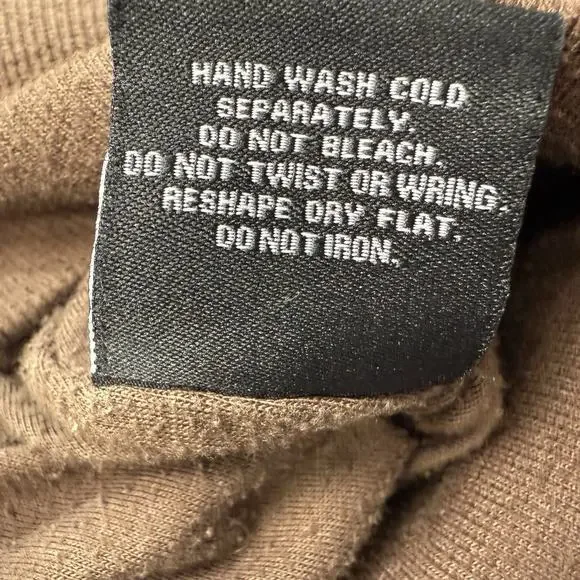 HAND WASH COLD
SEPARATELY.
DO NOT BLEACH.
DO NOT TWIST OR WRING.
RESHAPE DRY FLAT.
DO NOT IRON.